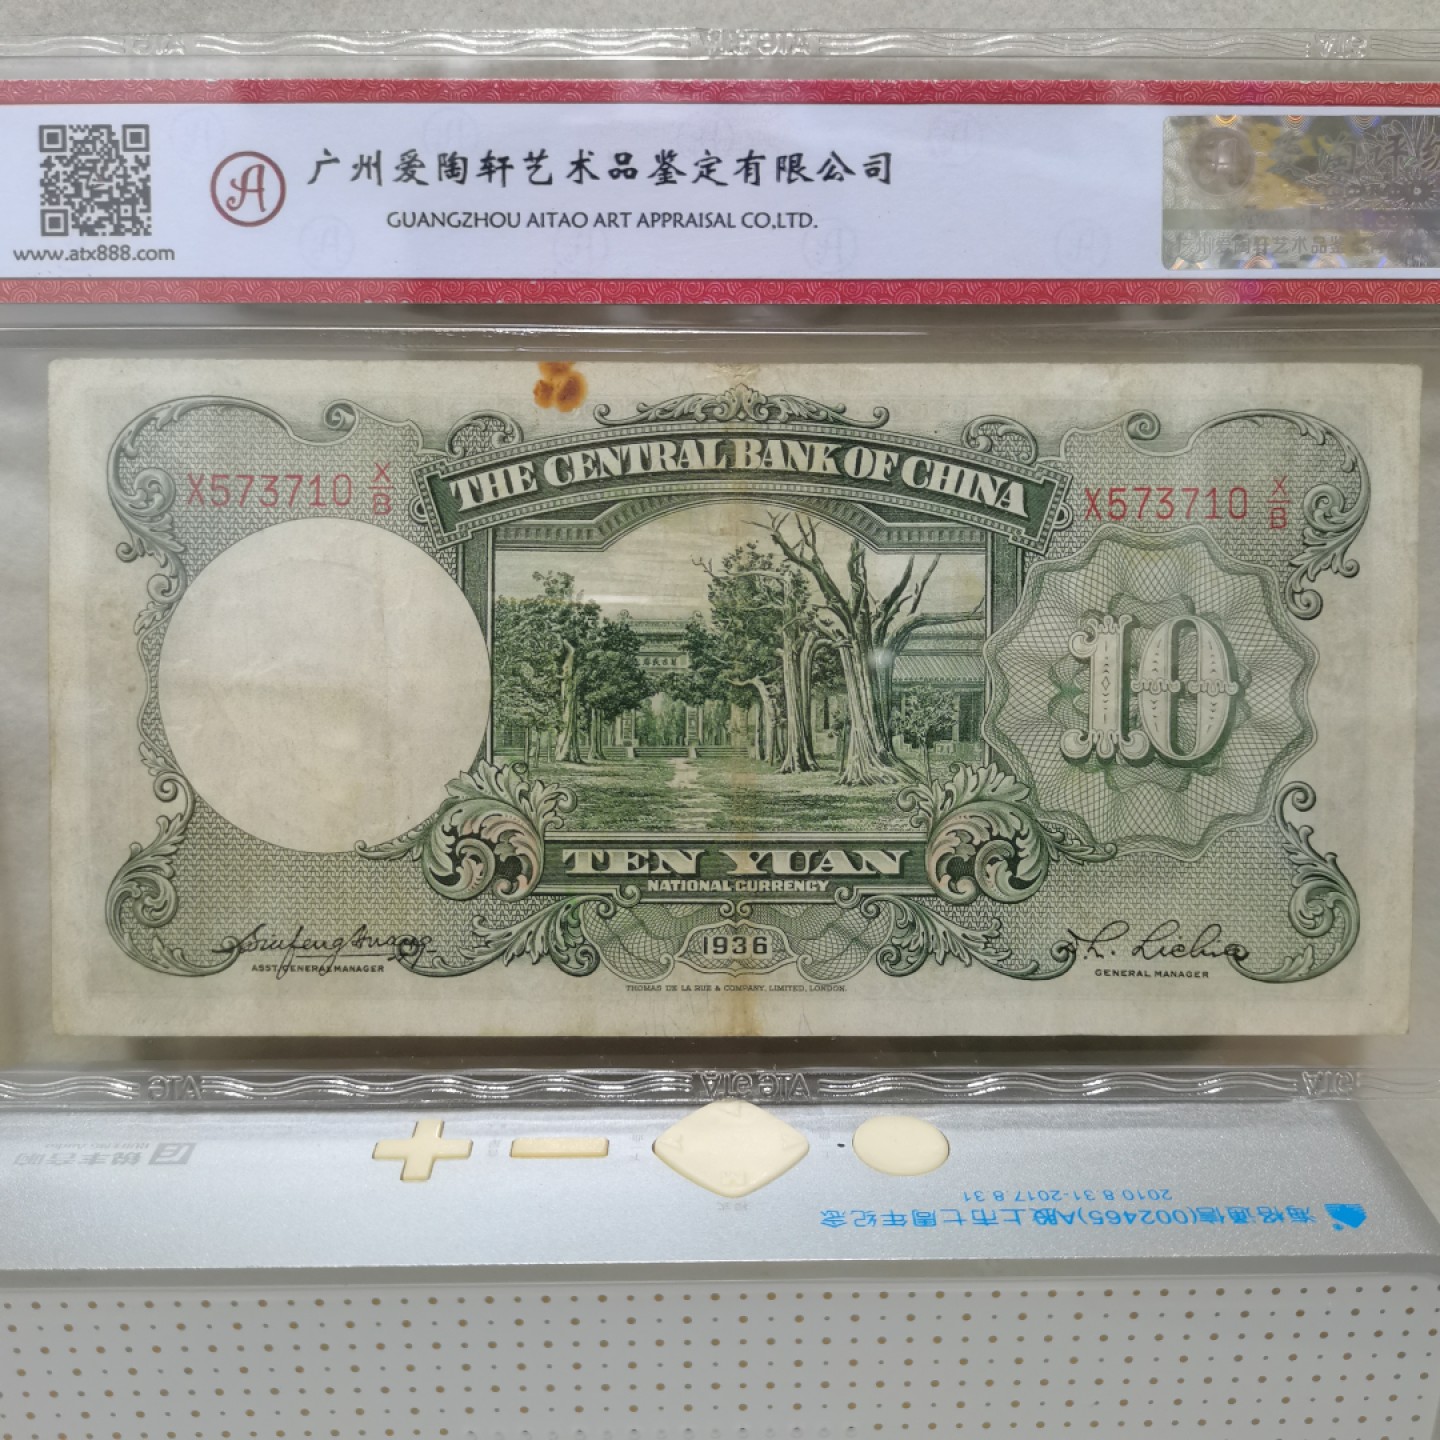 广州爱陶轩艺术品鉴定有限公司
GUANGZHOU AITAO ART APPRAISAL CO.,LTD.
www.atx888.com
THE CENTRAL BANK OF CHINA
X573710 X/B
X573710 X/B
10
TEN YUAN
NATIONAL CURRENCY
1936
ASST. GENERAL MANAGER
GENERAL MANAGER
THOMAS DE LA RUE & COMPANY, LIMITED, LONDON.
海格通信(002465)A股上市七周年纪念
2010.8.31-2017.8.31